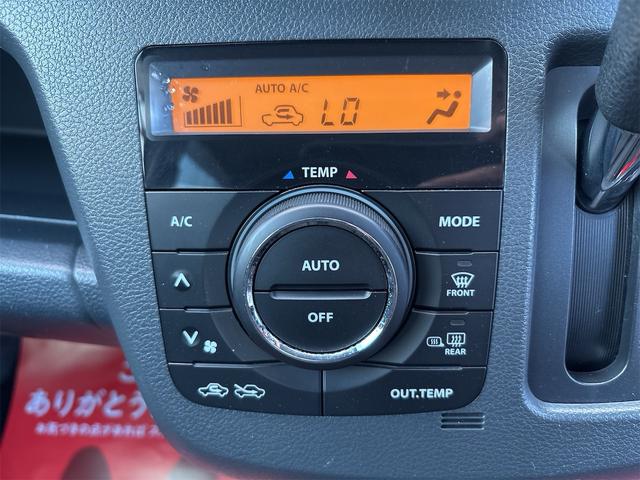 AUTO A/C
LO
TEMP
A/C
MODE
AUTO
OFF
FRONT
REAR
OUT.TEMP
ありがとう